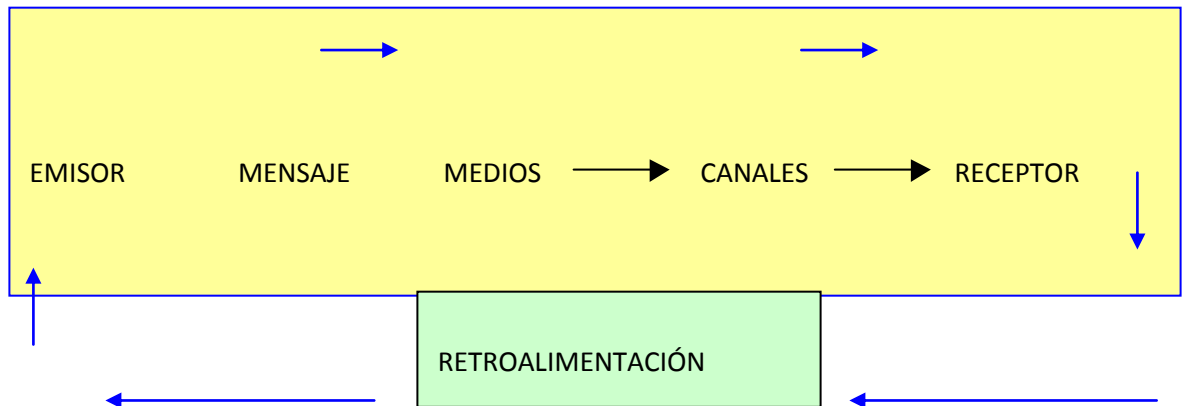 EMISOR MENSAJE MEDIOS CANALES RECEPTOR
RETROALIMENTACIÓN